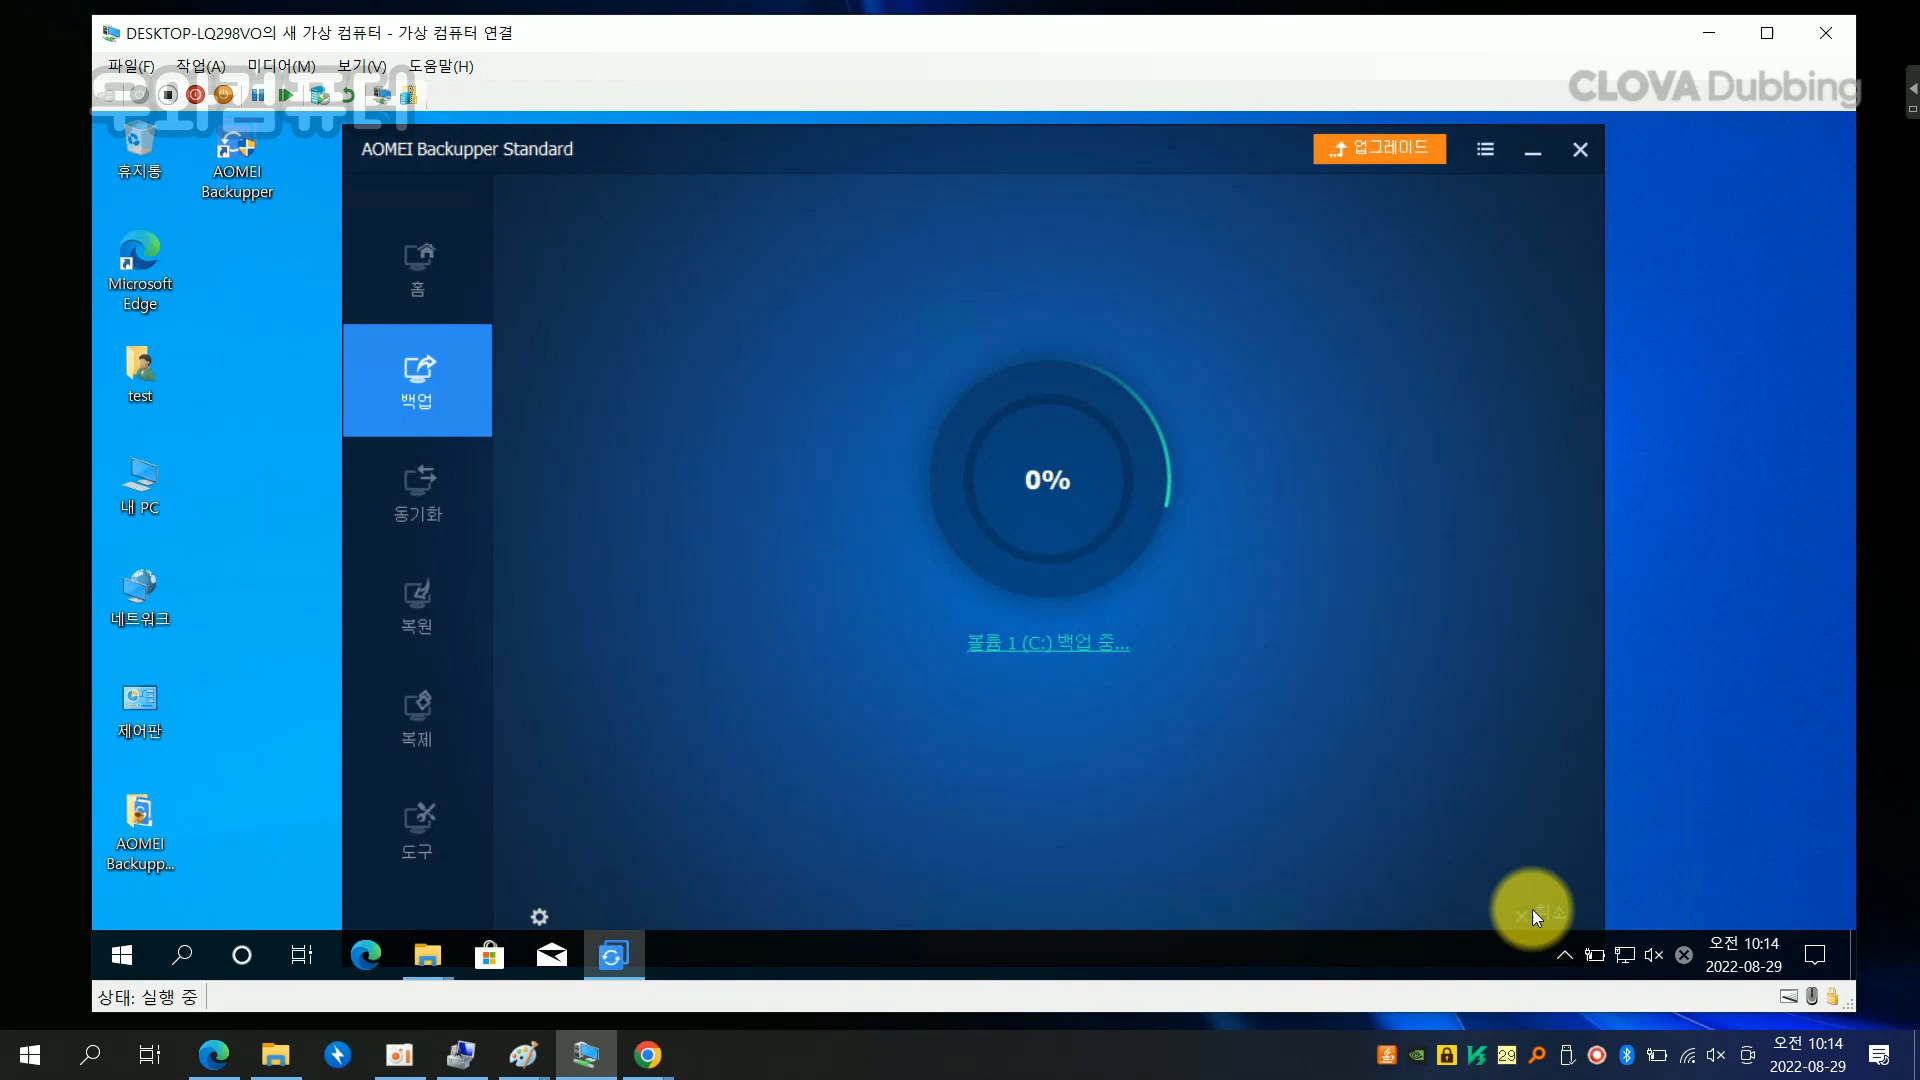 DESKTOP-LQ298VO의 새 가상 컴퓨터 - 가상 컴퓨터 연결
파일(F) 작업(A) 미디어(M) 보기(V) 도움말(H)
CLOVA Dubbing
AOMEI Backupper Standard
업그레이드
휴지통
AOMEI
Backupper
Microsoft
Edge
test
내 PC
네트워크
제어판
AOMEI
Backupp...
홈
백업
동기화
복원
복제
도구
0%
볼륨 1 (C:) 백업 중...
취소
오전 10:14
2022-08-29
상태: 실행 중
29
오전 10:14
2022-08-29